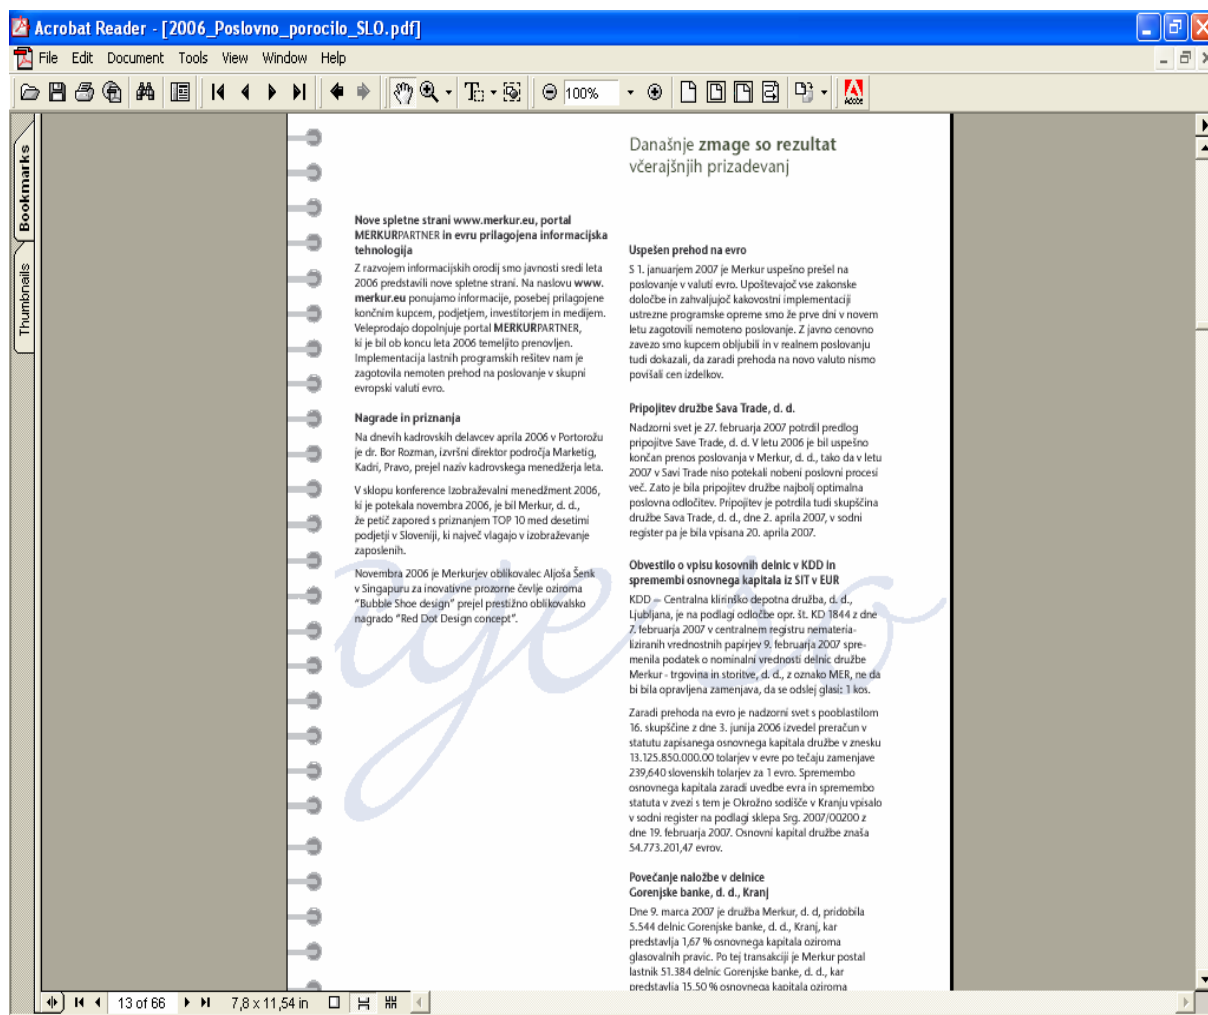 Acrobat Reader - [2006_Poslovno_porocilo_SLO.pdf]
File Edit Document Tools View Window Help
100%
Adobe
Bookmarks
Thumbnails
Današnje zmage so rezultat
včerajšnjih prizadevanj
Nove spletne strani www.merkur.eu, portal
MERKURPARTNER in evru prilagojena informacijska
tehnologija
Z razvojem informacijskih orodij smo javnosti sredi leta
2006 predstavili nove spletne strani. Na naslovu www.
merkur.eu ponujamo informacije, posebej prilagojene
končnim kupcem, podjetjem, investitorjem in medijem.
Veleprodajo dopolnjuje portal MERKURPARTNER,
ki je bil ob koncu leta 2006 temeljito prenovljen.
Implementacija lastnih programskih rešitev nam je
zagotovila nemoten prehod na poslovanje v skupni
evropski valuti evro.
Nagrade in priznanja
Na dnevih kadrovskih delavcev aprila 2006 v Portorožu
je dr. Bor Rozman, izvršni direktor področja Marketig,
Kadri, Pravo, prejel naziv kadrovskega menedžerja leta.
V sklopu konference Izobraževalni menedžment 2006,
ki je potekala novembra 2006, je bil Merkur, d. d.,
že petič zapored s priznanjem TOP 10 med desetimi
podjetji v Sloveniji, ki največ vlagajo v izobraževanje
zaposlenih.
Novembra 2006 je Merkurjev oblikovalec Aljoša Šenk
v Singapuru za inovativne prozorne čevlje oziroma
“Bubble Shoe design” prejel prestižno oblikovalsko
nagrado “Red Dot Design concept”.
Uspešen prehod na evro
S 1. januarjem 2007 je Merkur uspešno prešel na
poslovanje v valuti evro. Upoštevajoč vse zakonske
določbe in zahvaljujoč kakovostni implementaciji
ustrezne programske opreme smo že prve dni v novem
letu zagotovili nemoteno poslovanje. Z javno cenovno
zavezo smo kupcem obljubili in v realnem poslovanju
tudi dokazali, da zaradi prehoda na novo valuto nismo
povišali cen izdelkov.
Pripojitev družbe Sava Trade, d. d.
Nadzorni svet je 27. februarja 2007 potrdil predlog
pripojitve Save Trade, d. d. V letu 2006 je bil uspešno
končan prenos poslovanja v Merkur, d. d., tako da v letu
2007 v Savi Trade niso potekali nobeni poslovni procesi
več. Zato je bila pripojitev družbe najbolj optimalna
poslovna odločitev. Pripojitev je potrdila tudi skupščina
družbe Sava Trade, d. d., dne 2. aprila 2007, v sodni
register pa je bila vpisana 20. aprila 2007.
Obvestilo o vpisu kosovnih delnic v KDD in
spremembi osnovnega kapitala iz SIT v EUR
KDD – Centralna klirinško depotna družba, d. d.,
Ljubljana, je na podlagi odločbe opr. št. KD 1844 z dne
7. februarja 2007 v centralnem registru nemateria-
liziranih vrednostnih papirjev 9. februarja 2007 spre-
menila podatek o nominalni vrednosti delnic družbe
Merkur - trgovina in storitve, d. d., z oznako MER, ne da
bi bila opravljena zamenjava, da se odslej glasi: 1 kos.
Zaradi prehoda na evro je nadzorni svet s pooblastilom
16. skupščine z dne 3. junija 2006 izvedel preračun v
statutu zapisanega osnovnega kapitala družbe v znesku
13.125.850.000.00 tolarjev v evre po tečaju zamenjave
239,640 slovenskih tolarjev za 1 evro. Spremembo
osnovnega kapitala zaradi uvedbe evra in spremembo
statuta v zvezi s tem je Okrožno sodišče v Kranju vpisalo
v sodni register na podlagi sklepa Srg. 2007/00200 z
dne 19. februarja 2007. Osnovni kapital družbe znaša
54.773.201,47 evrov.
Povečanje naložbe v delnice
Gorenjske banke, d. d., Kranj
Dne 9. marca 2007 je družba Merkur, d. d, pridobila
5.544 delnic Gorenjske banke, d. d., Kranj, kar
predstavlja 1,67 % osnovnega kapitala oziroma
glasovalnih pravic. Po tej transakciji je Merkur postal
lastnik 51.384 delnic Gorenjske banke, d. d., kar
predstavlja 15,50 % osnovnega kapitala oziroma
age so
13 of 66 7,8 x 11,54 in